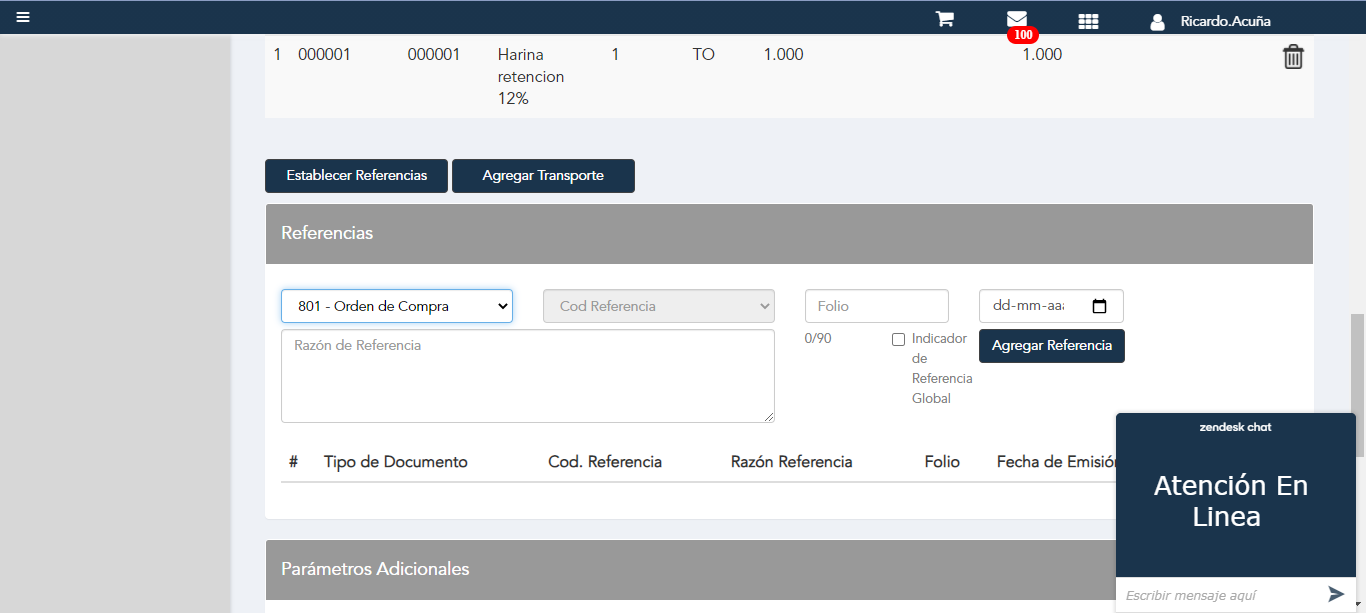 100
Ricardo.Acuña
1 000001 000001 Harina 1 TO 1.000 1.000
retencion
12%
Establecer Referencias Agregar Transporte
Referencias
801 - Orden de Compra Cod Referencia Folio dd-mm-aaa
Razón de Referencia 0/90 Indicador Agregar Referencia
de
Referencia
Global
zendesk chat
# Tipo de Documento Cod. Referencia Razón Referencia Folio Fecha de Emisión
Atención En
Linea
Parámetros Adicionales
Escribir mensaje aquí